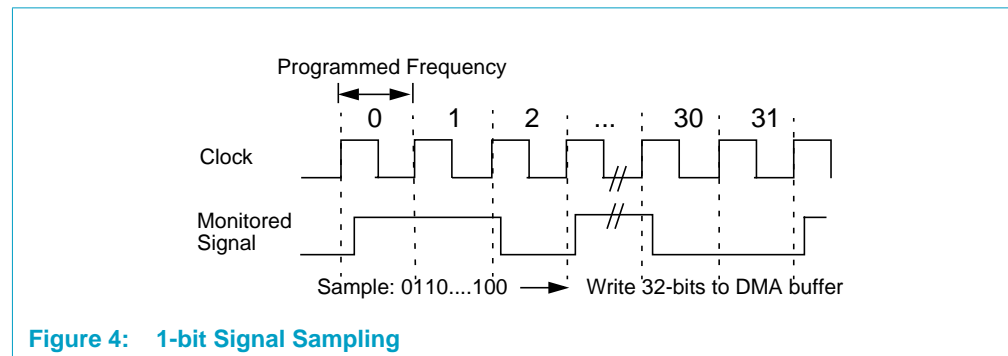 Programmed Frequency
0 1 2 ... 30 31
Clock
Monitored
Signal
Sample: 0110....100 Write 32-bits to DMA buffer
Figure 4: 1-bit Signal Sampling